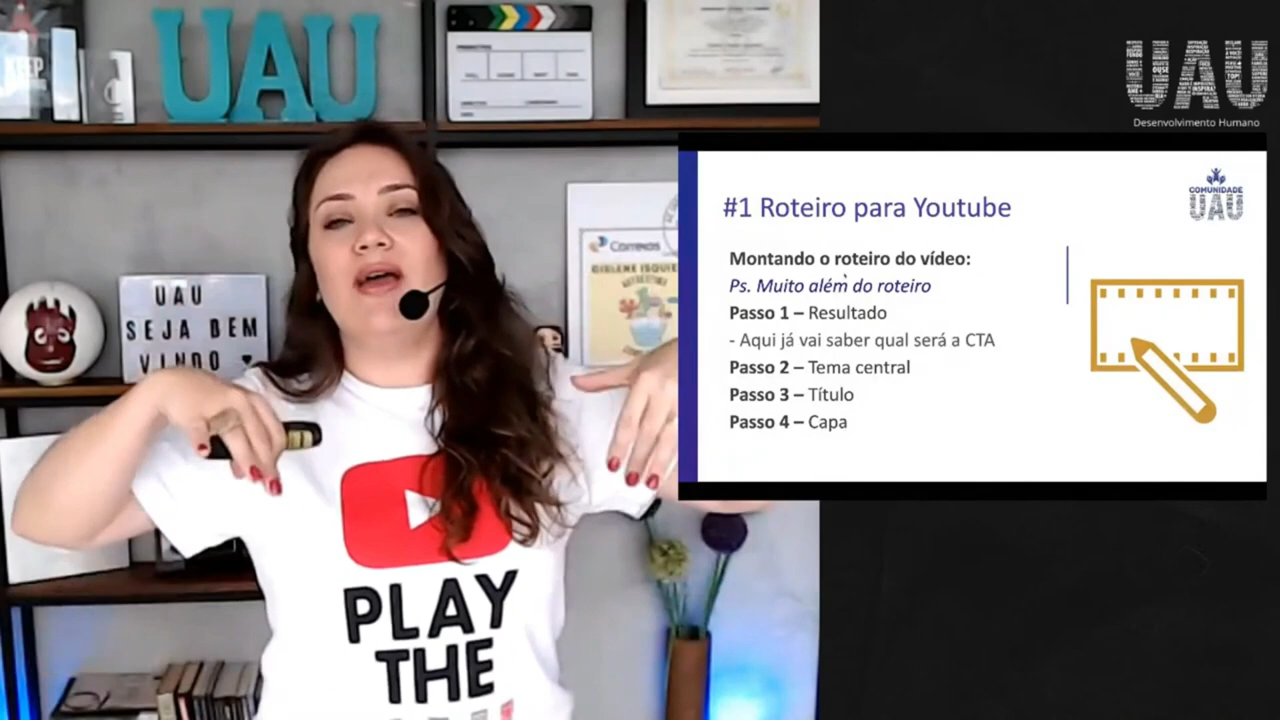 UAU
UAU
Desenvolvimento Humano
COMUNIDADE
UAU
#1 Roteiro para Youtube
Montando o roteiro do vídeo:
Ps. Muito além do roteiro
Passo 1 – Resultado
- Aqui já vai saber qual será a CTA
Passo 2 – Tema central
Passo 3 – Título
Passo 4 – Capa
Correios
UAU
SEJA BEM
VINDO ♥
PLAY
THE